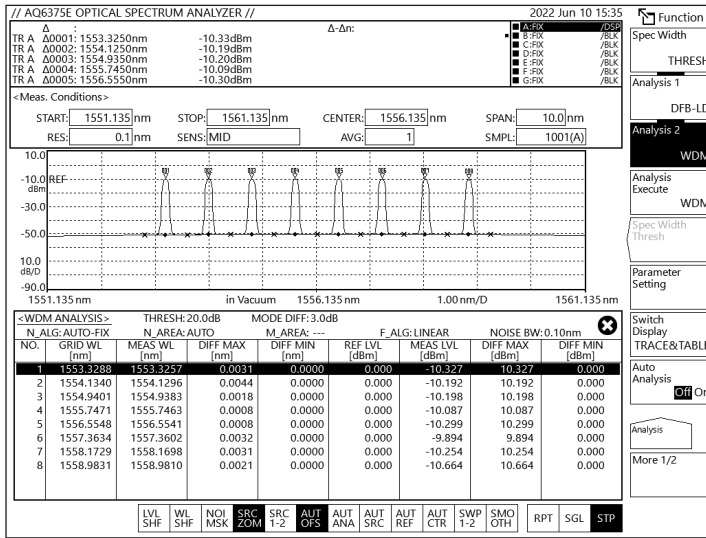 // AQ6375E OPTICAL SPECTRUM ANALYZER // 2022 Jun 10 15:35
Δ : Δ-Δn:
TR A Δ0001: 1553.3250nm -10.33dBm
TR A Δ0002: 1554.1250nm -10.19dBm
TR A Δ0003: 1554.9350nm -10.20dBm
TR A Δ0004: 1555.7450nm -10.09dBm
TR A Δ0005: 1556.5550nm -10.30dBm
A:FIX /DSP
B:FIX /BLK
C:FIX /BLK
D:FIX /BLK
E:FIX /BLK
F:FIX /BLK
G:FIX /BLK
<Meas. Conditions>
START: 1551.135 nm STOP: 1561.135 nm CENTER: 1556.135 nm SPAN: 10.0 nm
RES: 0.1 nm SENS: MID AVG: 1 SMPL: 1001(A)
10.0
-10.0 REF
dBm
-30.0
-50.0
10.0
dB/D
-90.0
001 002 003 004 005 006 007 008
1551.135 nm in Vacuum 1556.135 nm 1.00 nm/D 1561.135 nm
<WDM ANALYSIS> THRESH: 20.0dB MODE DIFF: 3.0dB
N_ALG: AUTO-FIX N_AREA: AUTO M_AREA: --- F_ALG: LINEAR NOISE BW: 0.10nm
NO. GRID WL MEAS WL DIFF MAX DIFF MIN REF LVL MEAS LVL DIFF MAX DIFF MIN
[nm] [nm] [nm] [nm] [dBm] [dBm] [dBm] [dBm]
1 1553.3288 1553.3257 0.0031 0.0000 0.000 -10.327 10.327 0.000
2 1554.1340 1554.1296 0.0044 0.0000 0.000 -10.192 10.192 0.000
3 1554.9401 1554.9383 0.0018 0.0000 0.000 -10.198 10.198 0.000
4 1555.7471 1555.7463 0.0008 0.0000 0.000 -10.087 10.087 0.000
5 1556.5548 1556.5541 0.0008 0.0000 0.000 -10.299 10.299 0.000
6 1557.3634 1557.3602 0.0032 0.0000 0.000 -9.894 9.894 0.000
7 1558.1729 1558.1698 0.0031 0.0000 0.000 -10.254 10.254 0.000
8 1558.9831 1558.9810 0.0021 0.0000 0.000 -10.664 10.664 0.000
LVL SHF
WL SHF
NOI MSK
SRC ZOM
SRC 1-2
AUT OFS
AUT ANA
AUT SRC
AUT REF
AUT CTR
SWP 1-2
SMO OTH
RPT
SGL
STP
Function
Spec Width
THRESH
Analysis 1
DFB-LD
Analysis 2
WDM
Analysis
Execute
WDM
Spec Width
Thresh
Parameter
Setting
Switch
Display
TRACE&TABLE
Auto
Analysis
Off On
Analysis
More 1/2